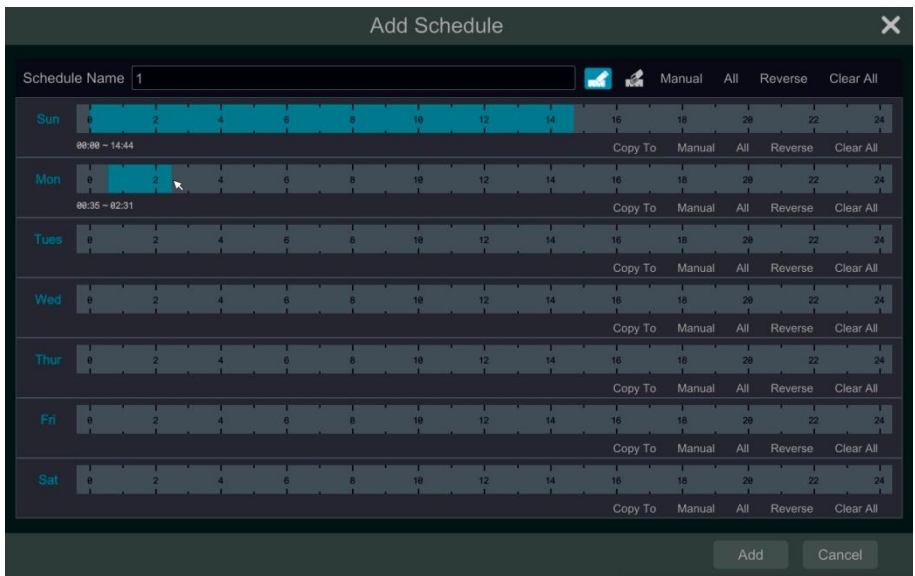 Add Schedule
Schedule Name 1 Manual All Reverse Clear All
Sun 0 2 4 6 8 10 12 14 16 18 20 22 24
00:00 ~ 14:44 Copy To Manual All Reverse Clear All
Mon 0 2 4 6 8 10 12 14 16 18 20 22 24
00:35 ~ 02:31 Copy To Manual All Reverse Clear All
Tues 0 2 4 6 8 10 12 14 16 18 20 22 24
Copy To Manual All Reverse Clear All
Wed 0 2 4 6 8 10 12 14 16 18 20 22 24
Copy To Manual All Reverse Clear All
Thur 0 2 4 6 8 10 12 14 16 18 20 22 24
Copy To Manual All Reverse Clear All
Fri 0 2 4 6 8 10 12 14 16 18 20 22 24
Copy To Manual All Reverse Clear All
Sat 0 2 4 6 8 10 12 14 16 18 20 22 24
Copy To Manual All Reverse Clear All
Add Cancel